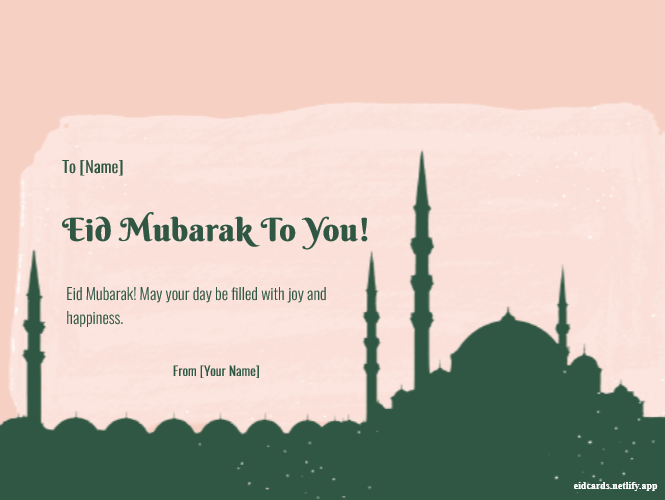 To [Name]
Eid Mubarak To You!
Eid Mubarak! May your day be filled with joy and
happiness.
From [Your Name]
eidcards.netlify.app